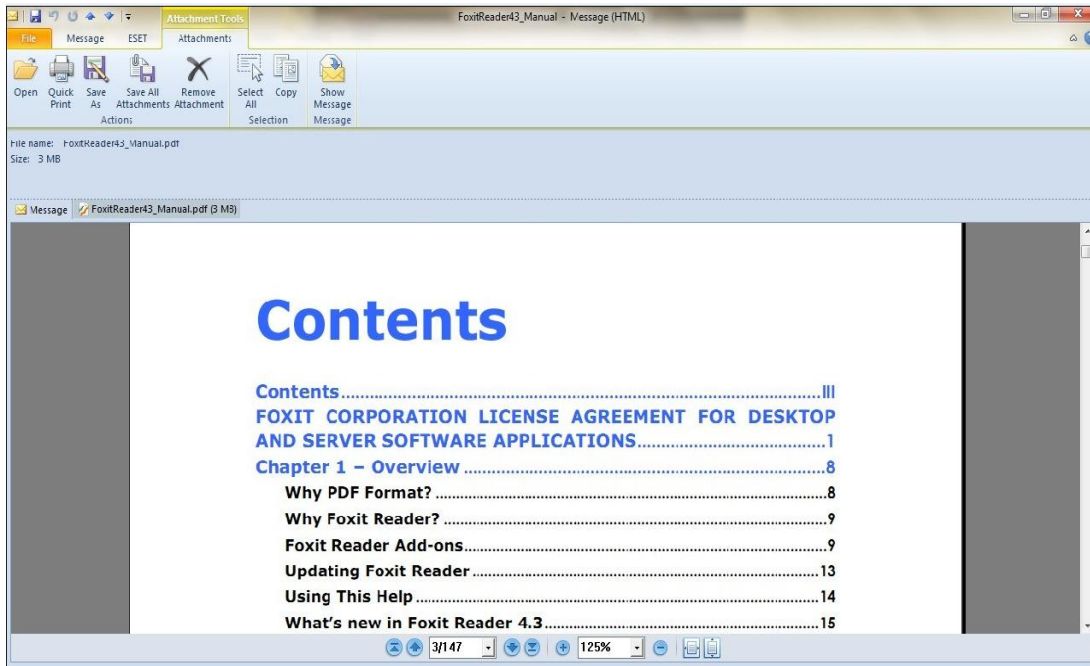 Attachment Tools
FoxitReader43_Manual - Message (HTML)
File Message ESET Attachments
Open Quick Print Save As Save All Attachments Remove Attachment Select All Copy Show Message
Actions Selection Message
File name: FoxitReader43_Manual.pdf
Size: 3 MB
Message FoxitReader43_Manual.pdf (3 MB)
Contents
Contents....................III
FOXIT CORPORATION LICENSE AGREEMENT FOR DESKTOP
AND SERVER SOFTWARE APPLICATIONS....................1
Chapter 1 – Overview....................8
Why PDF Format?....................8
Why Foxit Reader?....................9
Foxit Reader Add-ons....................9
Updating Foxit Reader....................13
Using This Help....................14
What's new in Foxit Reader 4.3....................15
3/147 125%